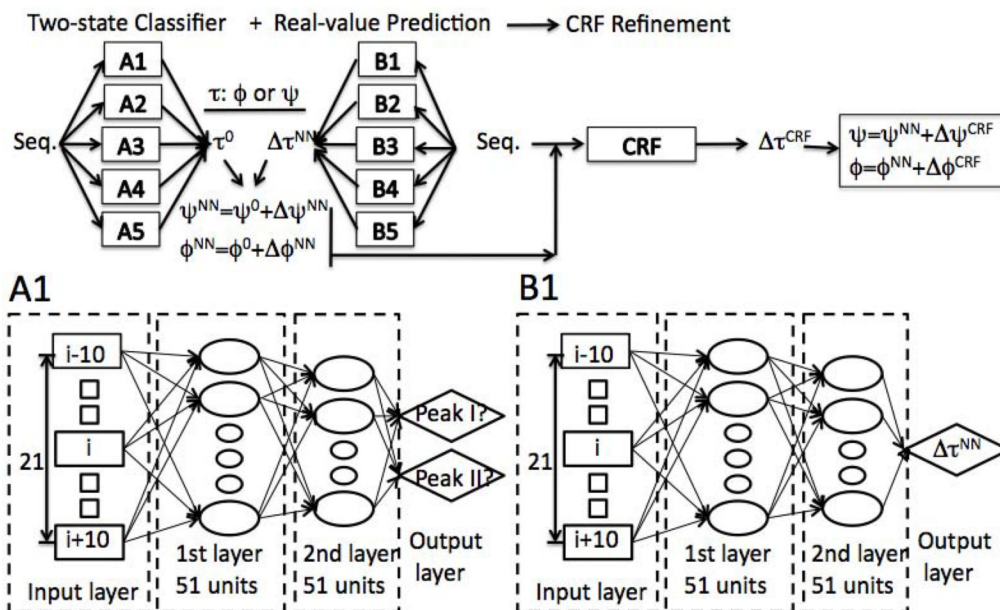 Two-state Classifier + Real-value Prediction → CRF Refinement
A1 B1
A2 τ: ϕ or ψ B2
Seq. A3 τ⁰ Δτᴺᴺ B3 Seq. CRF Δτᶜᴿꟳ ψ=ψᴺᴺ+Δψᶜᴿꟳ
ϕ=ϕᴺᴺ+Δϕᶜᴿꟳ
A4 B4
ψᴺᴺ=ψ⁰+Δψᴺᴺ
A5 B5
ϕᴺᴺ=ϕ⁰+Δϕᴺᴺ
A1
i-10
21
i
i+10
Peak I?
Peak II?
Input layer
1st layer
51 units
2nd layer
51 units
Output
layer
B1
i-10
21
i
i+10
Δτᴺᴺ
Input layer
1st layer
51 units
2nd layer
51 units
Output
layer